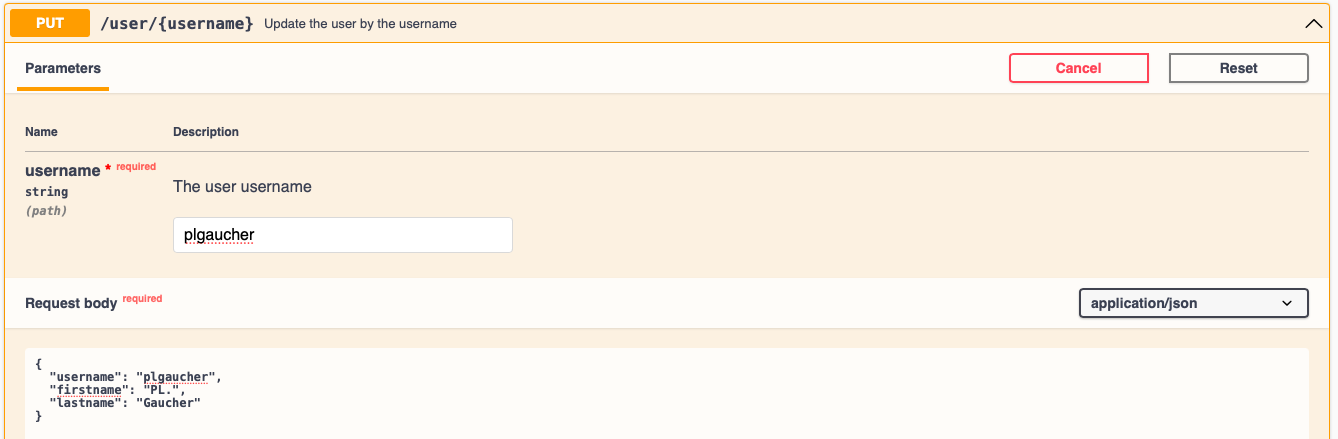 PUT /user/{username} Update the user by the username
Parameters Cancel Reset
Name Description
username * required
string
(path)
The user username
plgaucher
Request body required application/json
{
  "username": "plgaucher",
  "firstname": "PL.",
  "lastname": "Gaucher"
}